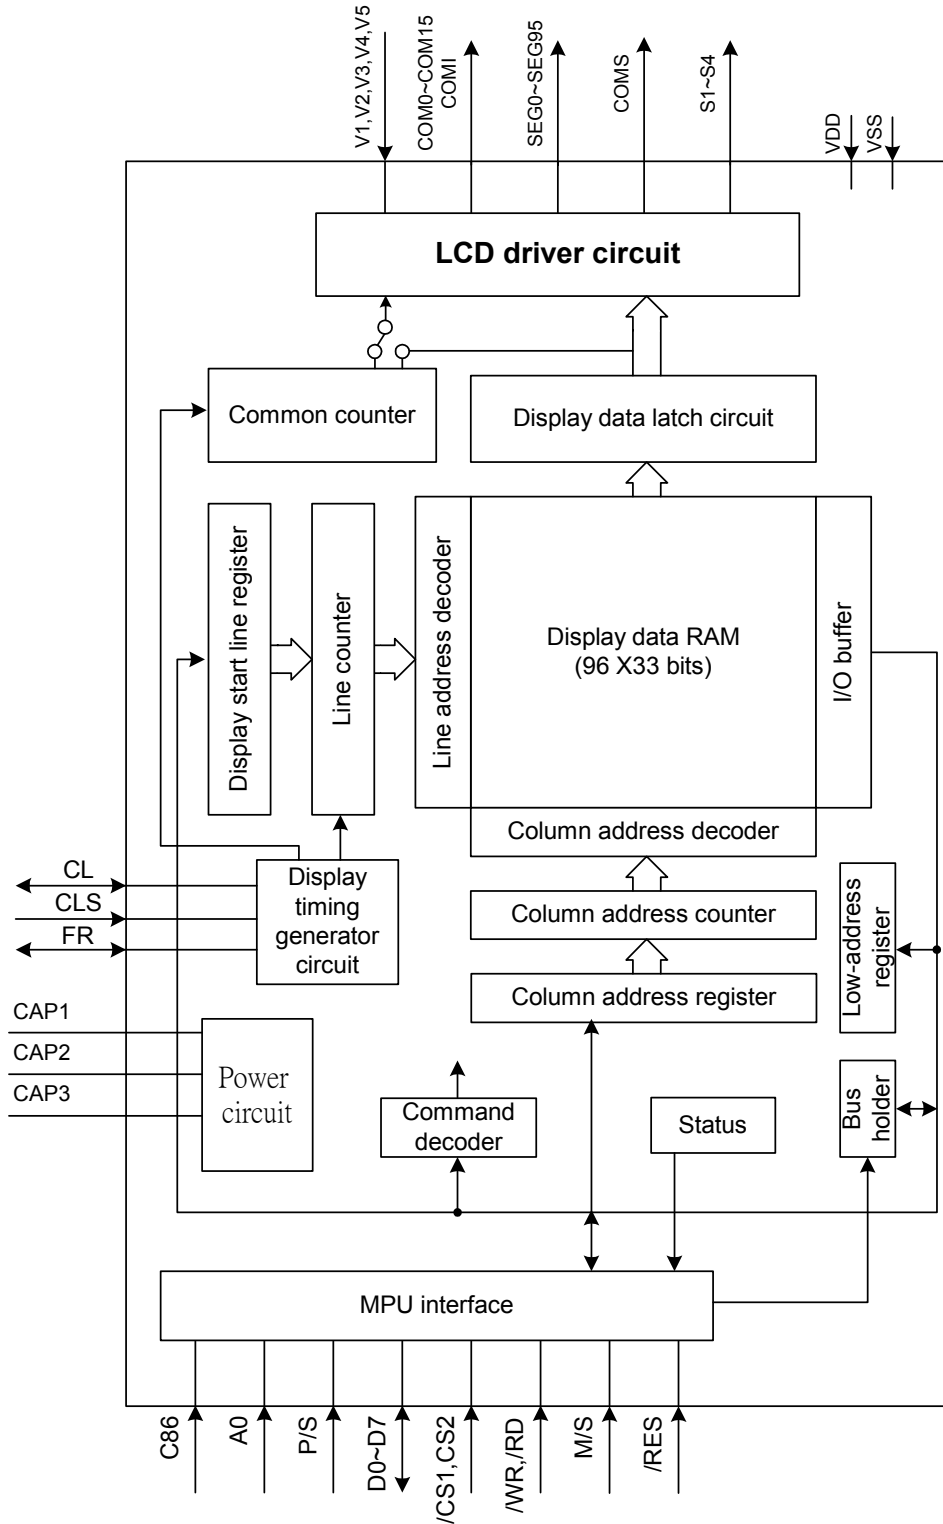 V1,V2,V3,V4,V5
COM0~COM15
COMI
SEG0~SEG95
COMS
S1~S4
VDD
VSS
LCD driver circuit
Common counter
Display data latch circuit
Display start line register
Line counter
Line address decoder
Display data RAM
(96 X33 bits)
I/O buffer
Column address decoder
CL
CLS
FR
Display
timing
generator
circuit
Column address counter
Column address register
Low-address
register
CAP1
CAP2
CAP3
Power
circuit
Command
decoder
Status
Bus
holder
MPU interface
C86
A0
P/S
D0~D7
/CS1,CS2
/WR,/RD
M/S
/RES